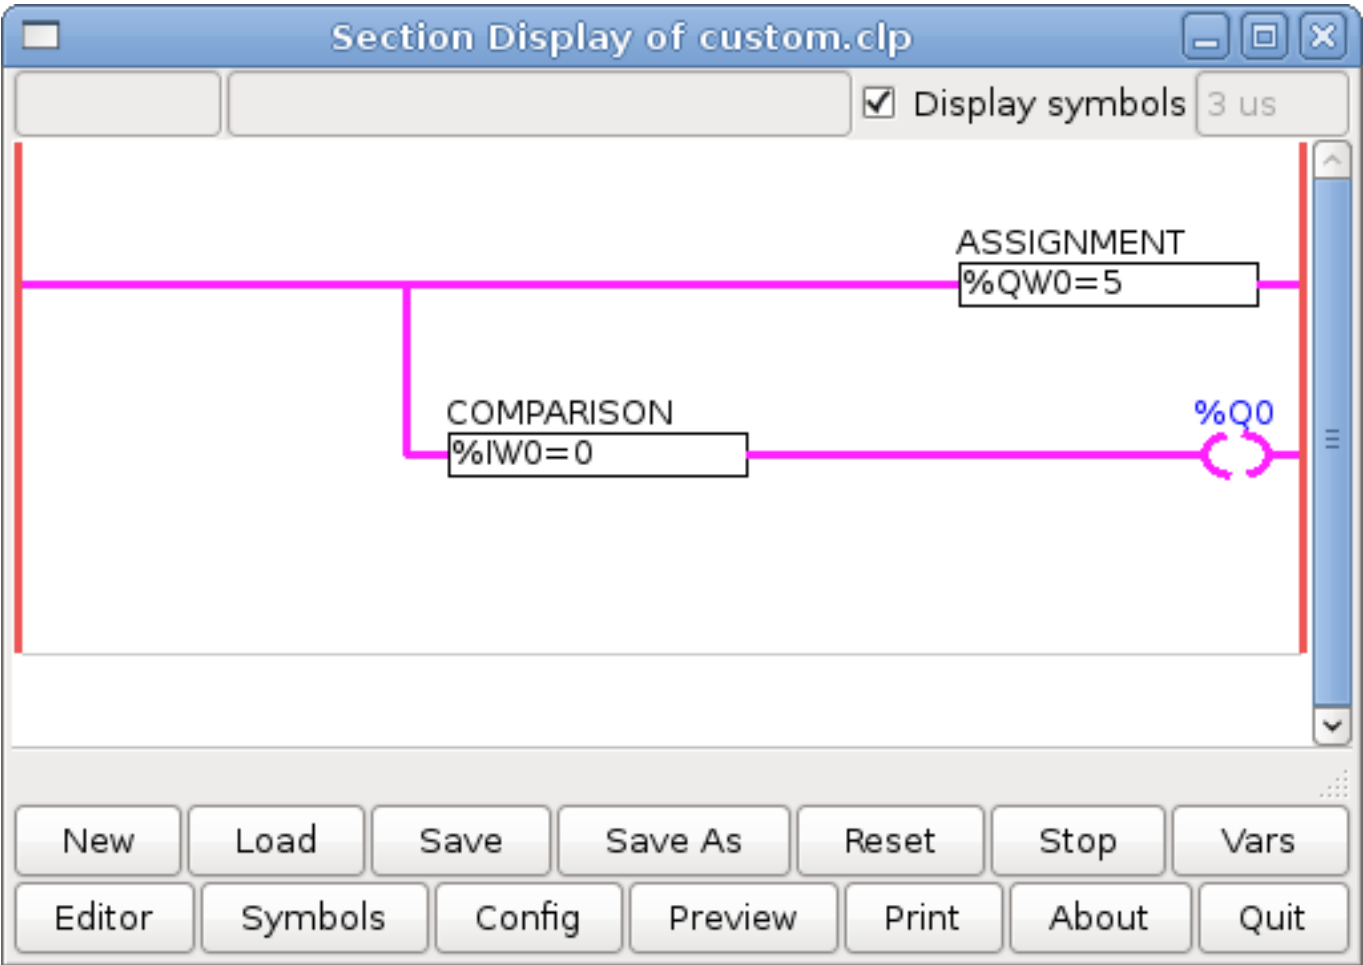 Section Display of custom.clp
Display symbols 3 us
ASSIGNMENT
%QW0=5
COMPARISON %Q0
%IW0=0
New Load Save Save As Reset Stop Vars
Editor Symbols Config Preview Print About Quit